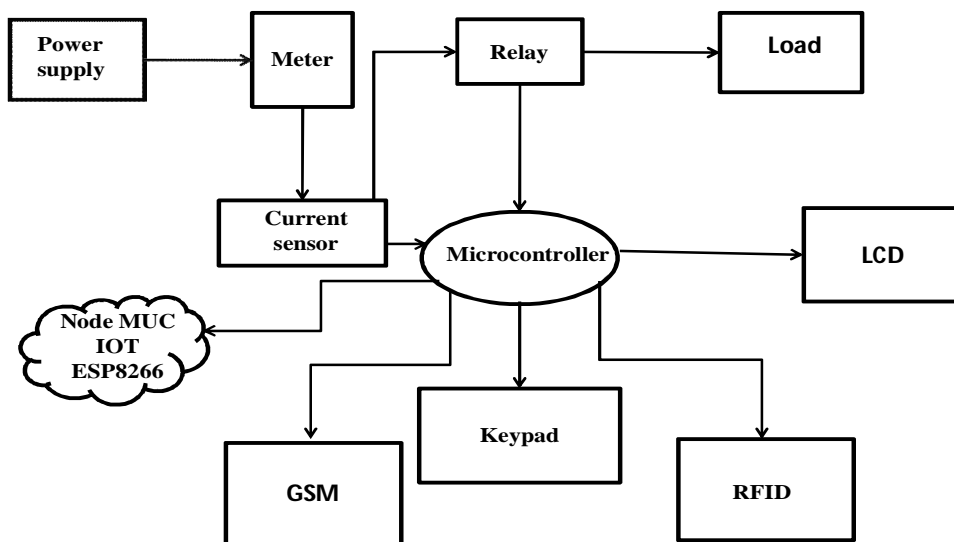 Power
supply
Meter
Relay
Load
Current
sensor
Microcontroller
LCD
Node MUC
IOT
ESP8266
GSM
Keypad
RFID